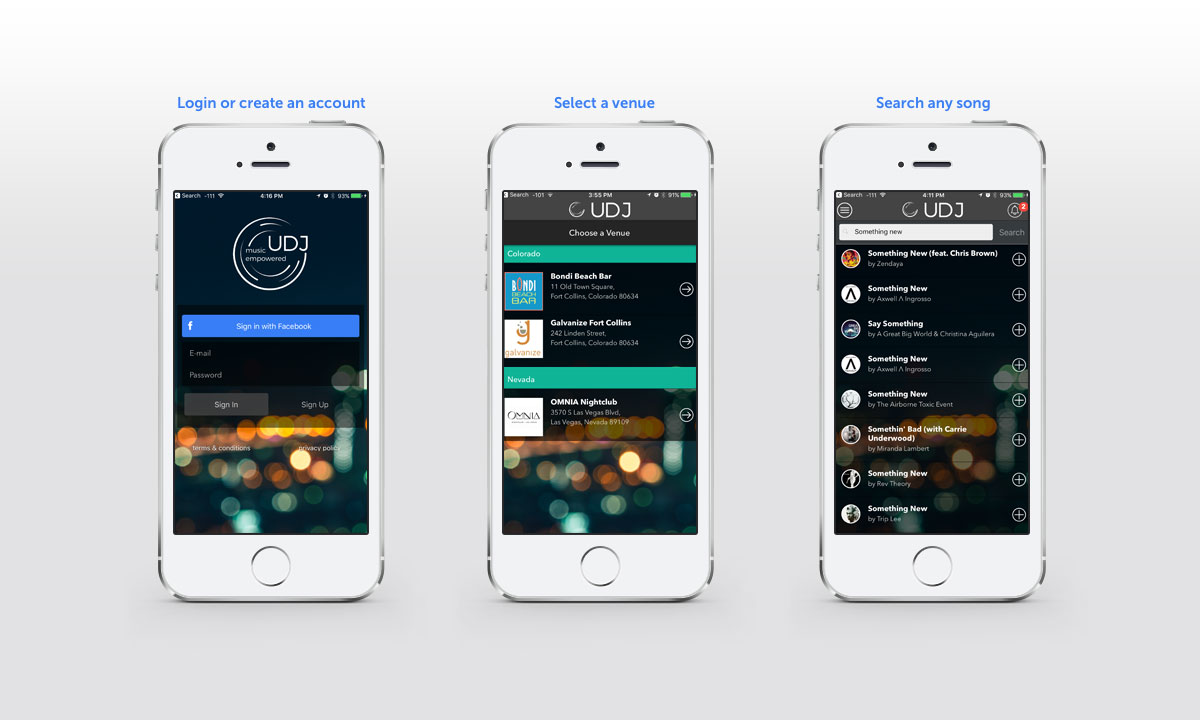 Login or create an account
Select a venue
Search any song
Search -111 4:16 PM 93%
UDJ
music
empowered
f Sign in with Facebook
E-mail
Password
Sign In Sign Up
terms & conditions privacy policy
Search -101 3:55 PM 91%
UDJ
Choose a Venue
Colorado
BONDI
BEACH
BAR
Bondi Beach Bar
11 Old Town Square,
Fort Collins, Colorado 80634
galvanize
Galvanize Fort Collins
242 Linden Street,
Fort Collins, Colorado 80634
Nevada
OMNIA
OMNIA Nightclub
3570 S Las Vegas Blvd,
Las Vegas, Nevada 89109
Search -111 4:11 PM 93%
UDJ
2
Something new Search
Something New (feat. Chris Brown)
by Zendaya
Something New
by Axwell Λ Ingrosso
Say Something
by A Great Big World & Christina Aguilera
Something New
by Axwell Λ Ingrosso
Something New
by The Airborne Toxic Event
Somethin' Bad (with Carrie
Underwood)
by Miranda Lambert
Something New
by Rev Theory
Something New
by Trip Lee